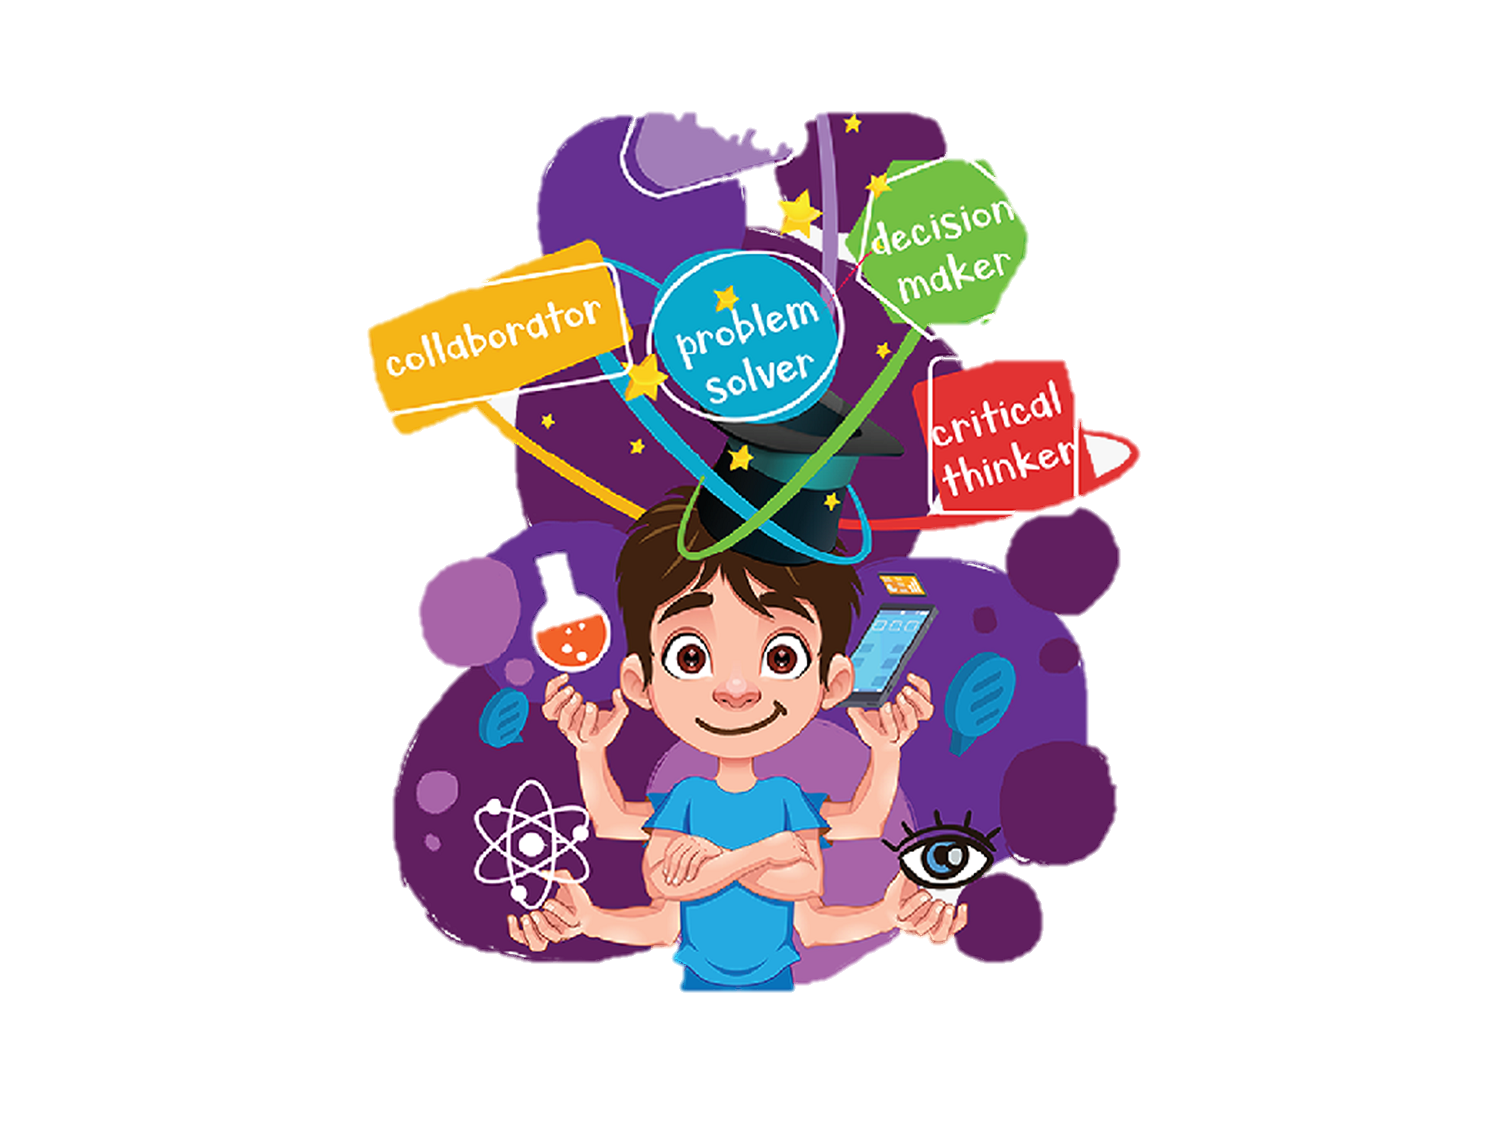 collaborator
problem
solver
decision
maker
critical
thinker